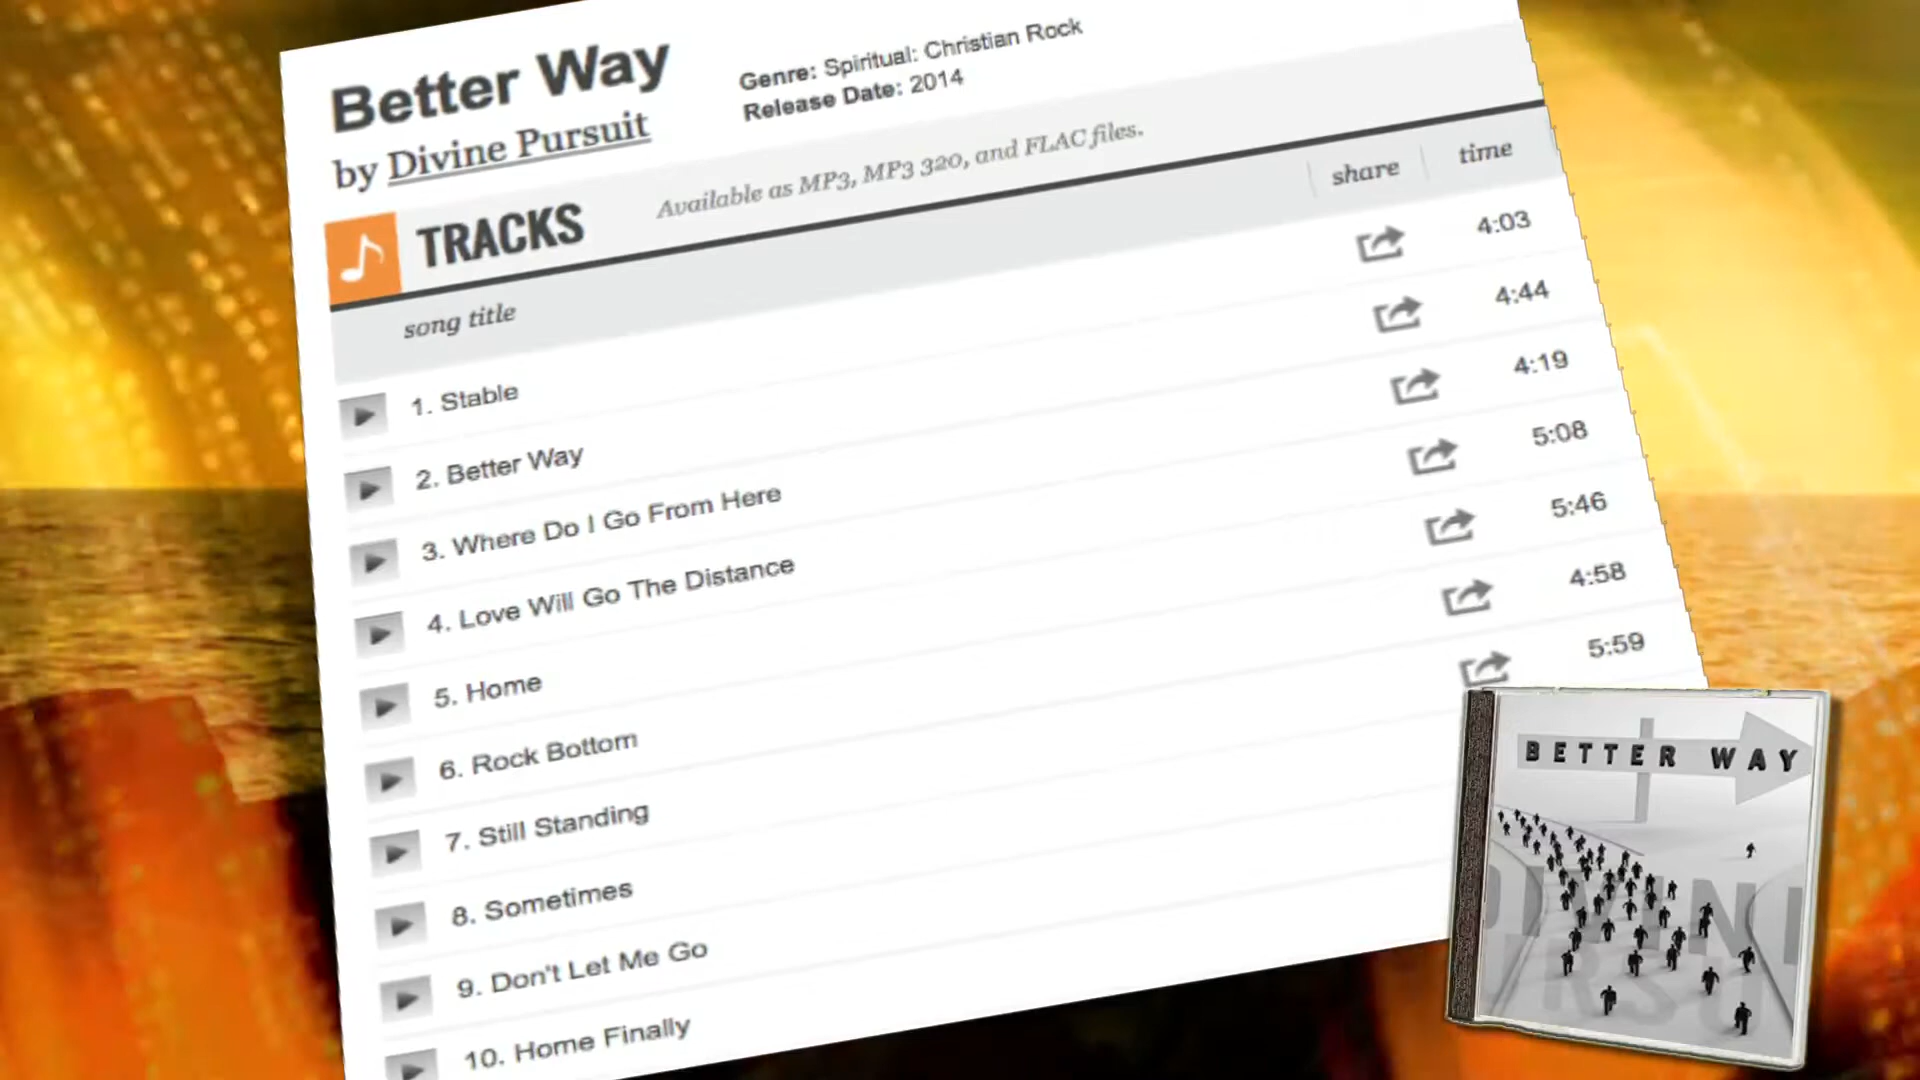 Better Way
by Divine Pursuit
Genre: Spiritual: Christian Rock
Release Date: 2014
TRACKS
Available as MP3, MP3 320, and FLAC files.
song title share time
1. Stable 4:03
2. Better Way 4:44
3. Where Do I Go From Here 4:19
4. Love Will Go The Distance 5:08
5. Home 5:46
6. Rock Bottom 4:58
7. Still Standing 5:59
8. Sometimes
9. Don't Let Me Go
10. Home Finally
BETTER WAY